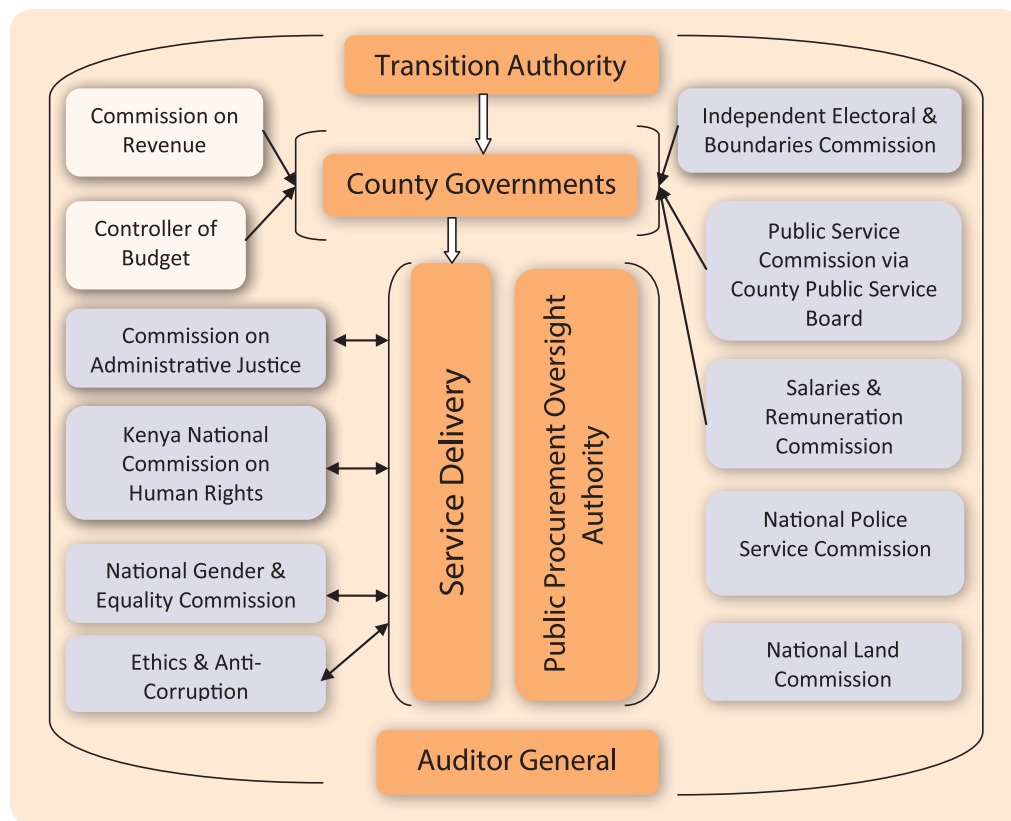 Transition Authority
Commission on
Revenue
Independent Electoral &
Boundaries Commission
County Governments
Controller of
Budget
Public Service
Commission via
County Public Service
Board
Commission on
Administrative Justice
Salaries &
Remuneration
Commission
Kenya National
Commission on
Human Rights
Service Delivery
Public Procurement Oversight
Authority
National Police
Service Commission
National Gender &
Equality Commission
Ethics & Anti-
Corruption
National Land
Commission
Auditor General